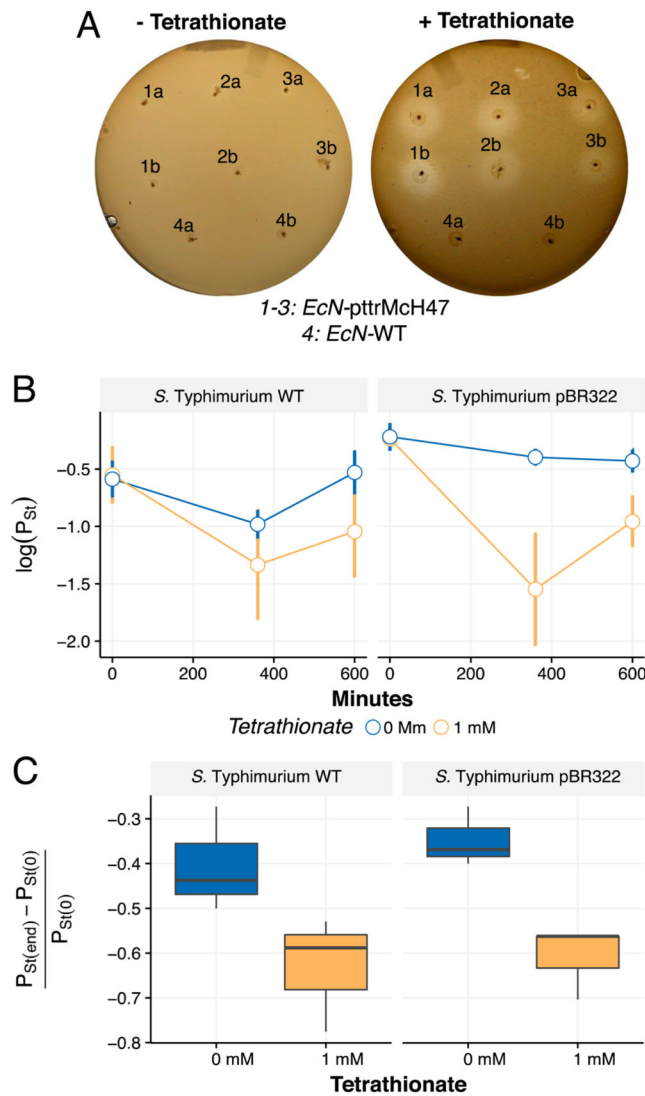 A
- Tetrathionate
+ Tetrathionate
1a
2a
3a
1b
2b
3b
4a
4b
1a
2a
3a
1b
2b
3b
4a
4b
1-3: EcN-pttrMcH47
4: EcN-WT
B
S. Typhimurium WT
S. Typhimurium pBR322
log(PSt)
−0.5
−1.0
−1.5
−2.0
0
200
400
600
0
200
400
600
Minutes
Tetrathionate
0 Mm
1 mM
C
S. Typhimurium WT
S. Typhimurium pBR322
PSt(end) − PSt(0)
PSt(0)
−0.3
−0.4
−0.5
−0.6
−0.7
−0.8
0 mM
1 mM
0 mM
1 mM
Tetrathionate